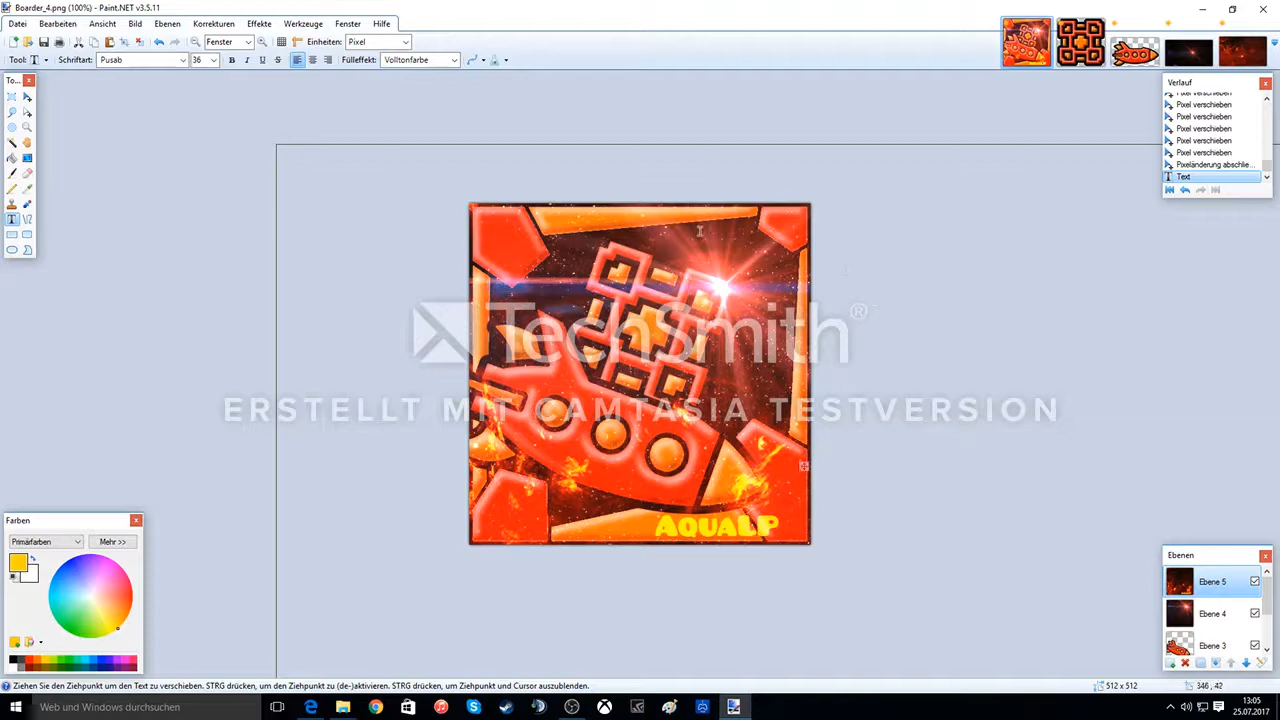 Boarder_4.png (100%) - Paint.NET v3.5.11
Datei Bearbeiten Ansicht Bild Ebenen Korrekturen Effekte Werkzeuge Fenster Hilfe
Fenster Einheiten: Pixel
Tool: T Schriftart: Pusab 36 B I U S Fülleffekt: Volltonfarbe
To...
Verlauf
Pixel verschieben
Pixel verschieben
Pixel verschieben
Pixel verschieben
Pixel verschieben
Pixel verschieben
Pixeländerung abschlie...
Text
TechSmith®
ERSTELLT MIT CAMTASIA TESTVERSION
AQUALP
Farben
Primärfarben Mehr >>
Ebenen
Ebene 5
Ebene 4
Ebene 3
Ziehen Sie den Ziehpunkt um den Text zu verschieben. STRG drücken, um den Ziehpunkt zu (de-)aktivieren. STRG drücken, um Ziehpunkt und Cursor auszublenden.
512 x 512 346, 42
Web und Windows durchsuchen
13:05
25.07.2017